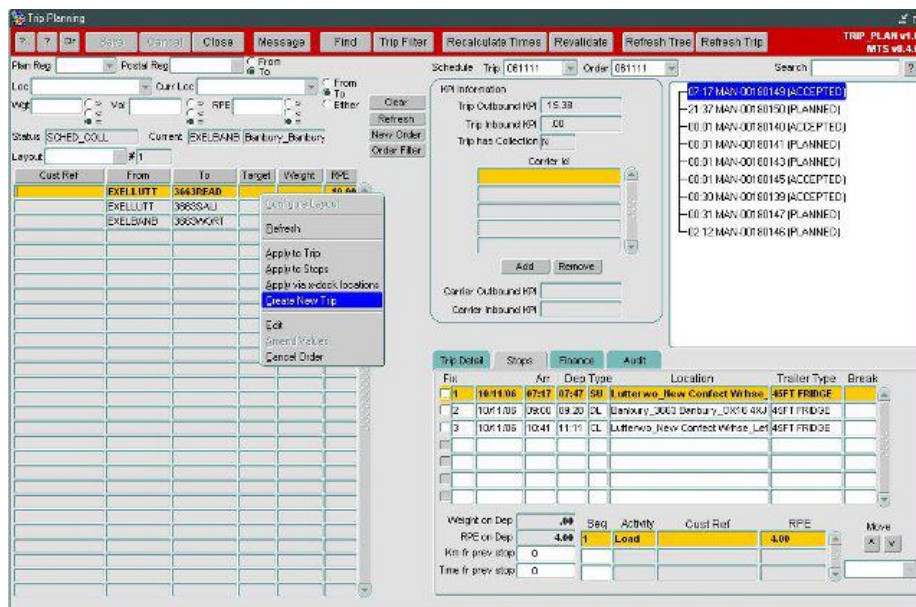 Trip Planning
? ? Save Cancel Close Message Find Trip Filter Recalculate Times Revalidate Refresh Tree Refresh Trip TRIP_PLAN
Plan Reg Postal Reg From To Schedule Trip 061111 Order 061111 Search ?
Loc Curr Loc From To Either
Wgt Vol RPE
Clear
Refresh
New Order
Order Filter
Status SCHED_COLL Current EXELBANB Banbury_Banbury
Layout # 1
Cust Ref From To Target Weight RPE
EXELLUTT 3663READ
EXELLUTT 3663SALI
EXELBANB 3663WORT
Configure Layout
Refresh
Apply to Trip
Apply to Stops
Apply via x-dock locations
Create New Trip
Edit
Amend Values
Cancel Order
KPI Information
Trip Outbound KPI 15.38
Trip Inbound KPI .00
Trip has Collection N
Carrier Id
Add Remove
Carrier Outbound KPI
Carrier Inbound KPI
07:17 MAN-00180149 (ACCEPTED)
21:37 MAN-00180150 (PLANNED)
00:01 MAN-00180140 (ACCEPTED)
00:01 MAN-00180141 (PLANNED)
00:01 MAN-00180143 (PLANNED)
00:01 MAN-00180145 (ACCEPTED)
00:30 MAN-00180139 (ACCEPTED)
00:31 MAN-00180147 (PLANNED)
02:12 MAN-00180146 (PLANNED)
Trip Detail Stops Finance Audit
Fix Arr Dep Type Location Trailer Type Break
1 10/11/06 07:17 07:47 SU Lutterwo_New Confect Wrhse_ 45FT FRIDGE
2 10/11/06 09:00 09:20 DL Banbury_3663 Banbury_OX16 4XJ 45FT FRIDGE
3 10/11/06 10:41 11:11 CL Lutterwo_New Confect Wrhse_Let 45FT FRIDGE
Weight on Dep .00
RPE on Dep 4.00
Km fr prev stop 0
Time fr prev stop 0
Seq Activity Cust Ref RPE
1 Load 4.00
Move